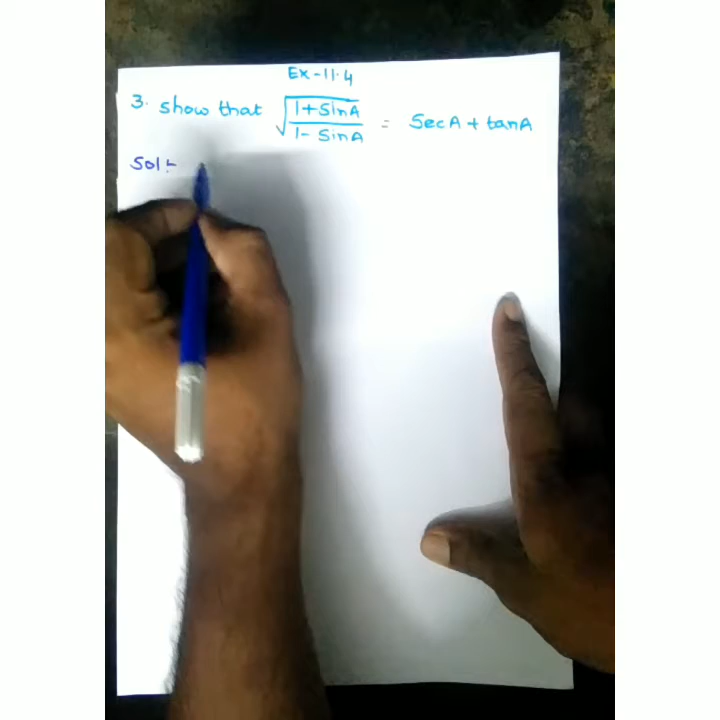 Ex-11.4
3. show that √(1+sinA / 1-sinA) = SecA + tanA
Sol:-